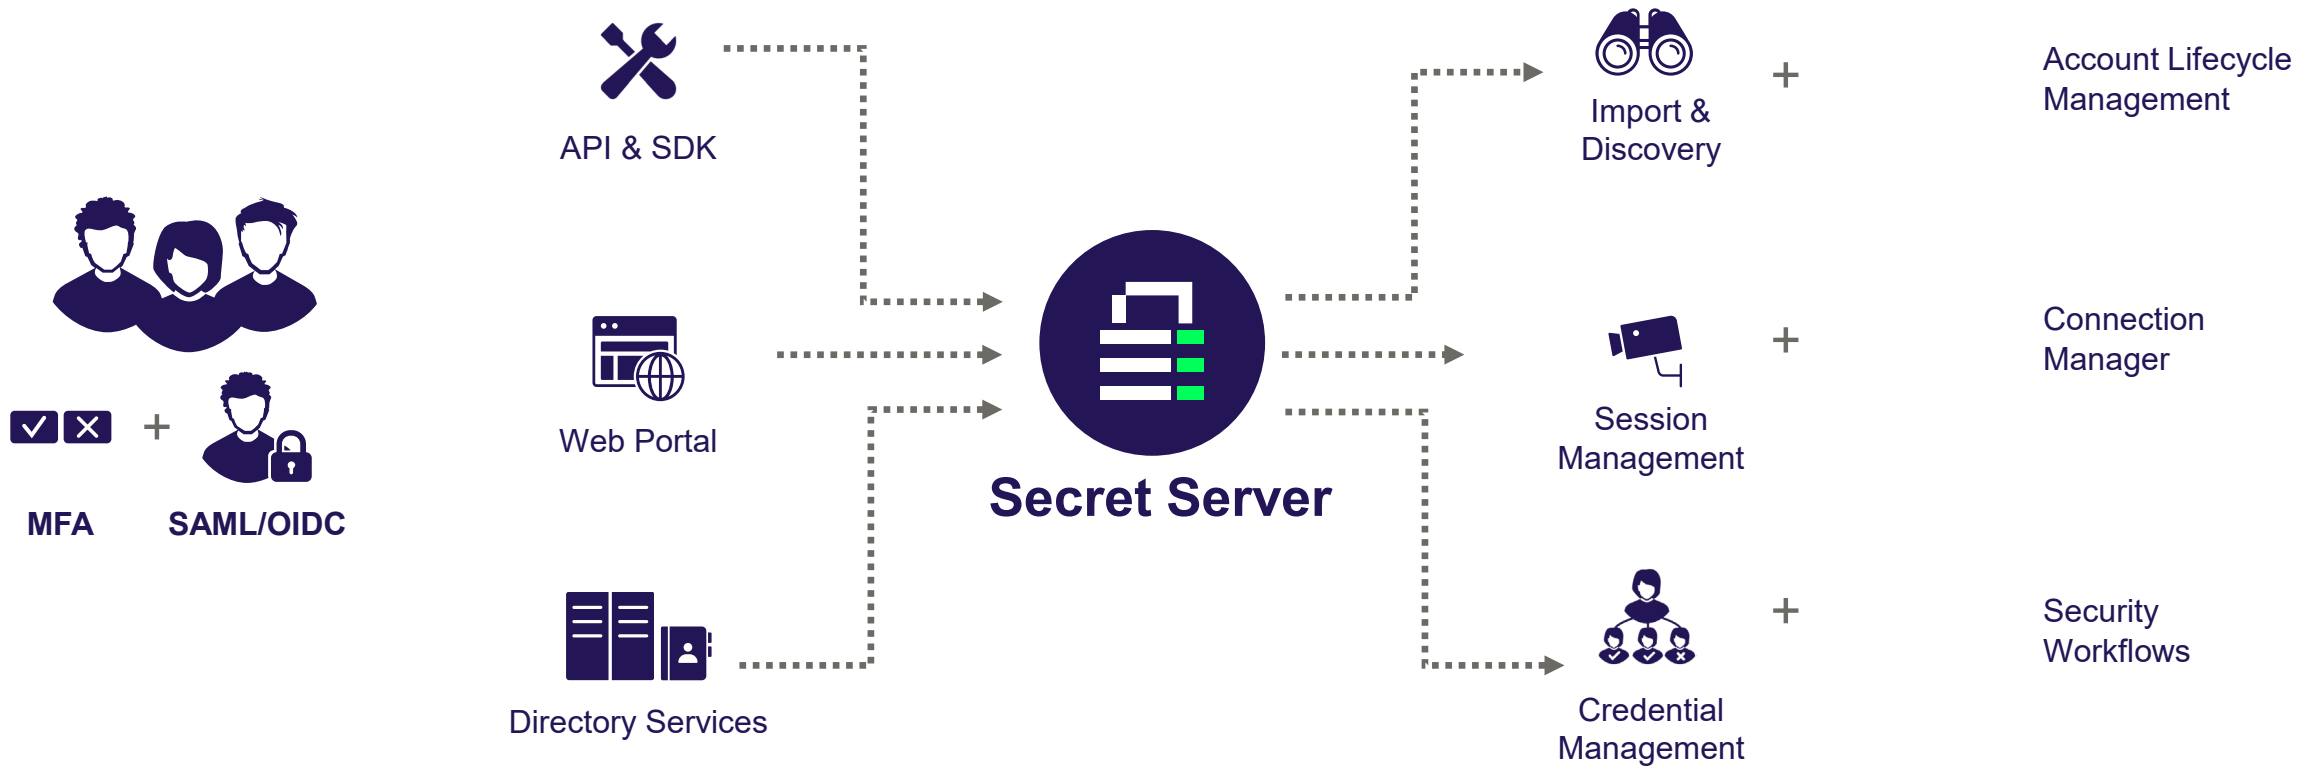 MFA
SAML/OIDC
API & SDK
Web Portal
Directory Services
Secret Server
Import &
Discovery
Session
Management
Credential
Management
Account Lifecycle
Management
Connection
Manager
Security
Workflows